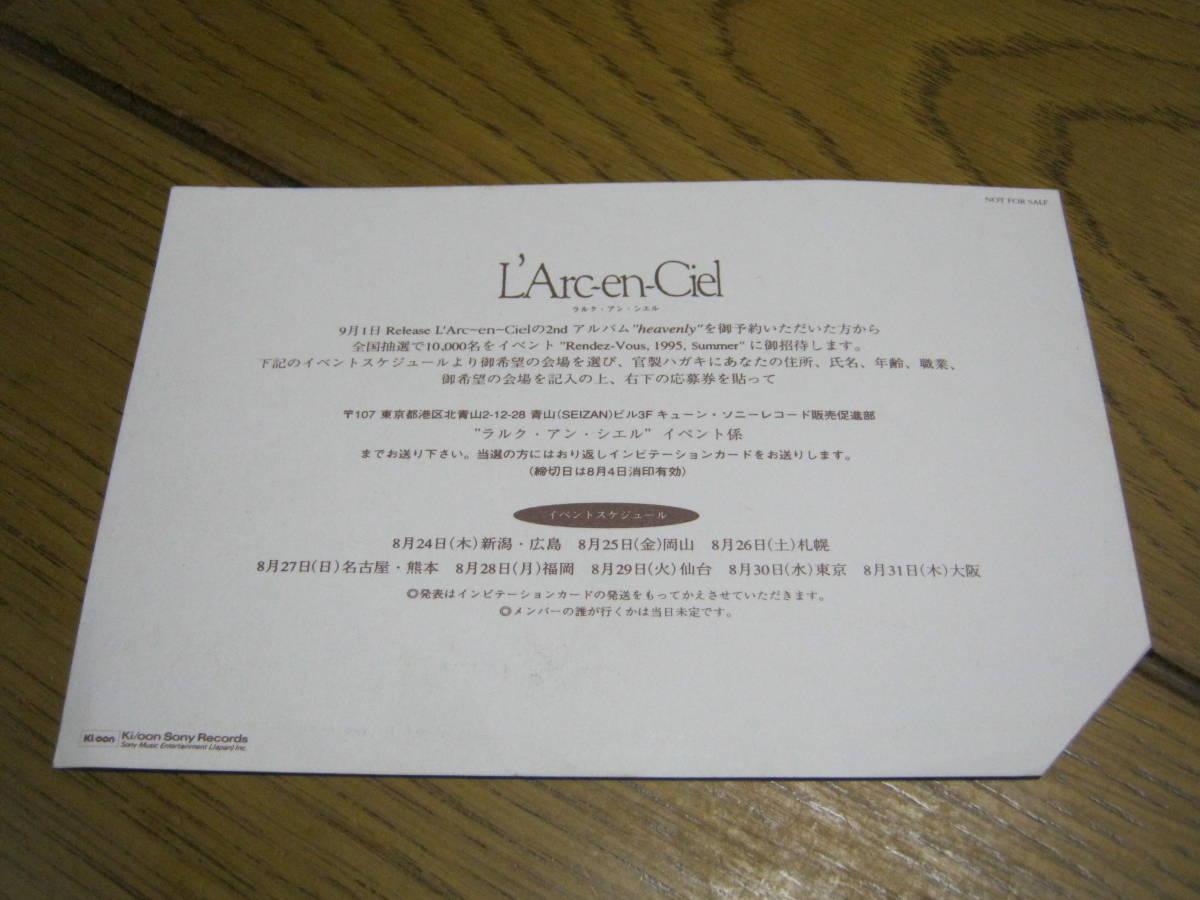 NOT FOR SALE
L'Arc-en-Ciel
ラルク・アン・シエル
9月1日 Release L'Arc~en~Cielの2nd アルバム"heavenly"を御予約いただいた方から
全国抽選で10,000名をイベント "Rendez-Vous, 1995, Summer" に御招待します。
下記のイベントスケジュールより御希望の会場を選び、官製ハガキにあなたの住所、氏名、年齢、職業、
御希望の会場を記入の上、右下の応募券を貼って
〒107 東京都港区北青山2-12-28 青山(SEIZAN)ビル3F キューン・ソニーレコード販売促進部
"ラルク・アン・シエル" イベント係
までお送り下さい。当選の方にはおり返しインビテーションカードをお送りします。
(締切日は8月4日消印有効)
イベントスケジュール
8月24日(木)新潟・広島 8月25日(金)岡山 8月26日(土)札幌
8月27日(日)名古屋・熊本 8月28日(月)福岡 8月29日(火)仙台 8月30日(水)東京 8月31日(木)大阪
◎発表はインビテーションカードの発送をもってかえさせていただきます。
◎メンバーの誰が行くかは当日未定です。
Ki/oon Ki/oon Sony Records
Sony Music Entertainment (Japan) Inc.